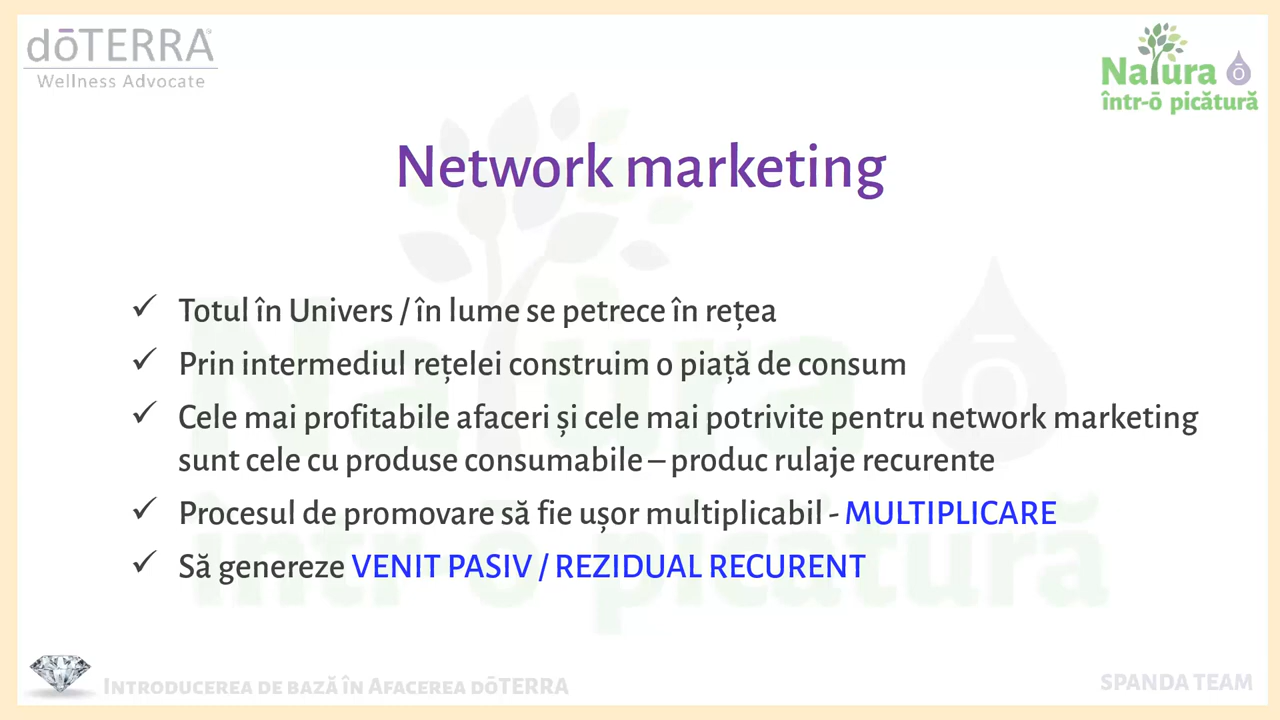 dōTERRA
Wellness Advocate
Natura ō
într-ō picătură
Network marketing
✓ Totul în Univers / în lume se petrece în rețea
✓ Prin intermediul rețelei construim o piață de consum
✓ Cele mai profitabile afaceri și cele mai potrivite pentru network marketing
sunt cele cu produse consumabile – produc rulaje recurente
✓ Procesul de promovare să fie ușor multiplicabil - MULTIPLICARE
✓ Să genereze VENIT PASIV / REZIDUAL RECURENT
Natura ō
într-ō picătură
INTRODUCEREA DE BAZĂ ÎN AFACEREA DŌTERRA
SPANDA TEAM